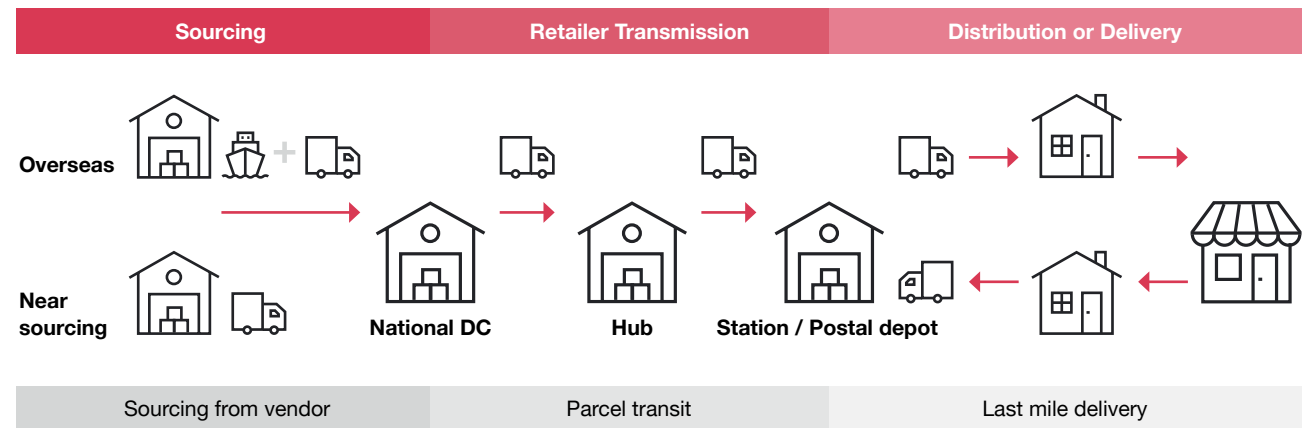 Sourcing
Retailer Transmission
Distribution or Delivery
Overseas
Near
sourcing
National DC
Hub
Station / Postal depot
Sourcing from vendor
Parcel transit
Last mile delivery